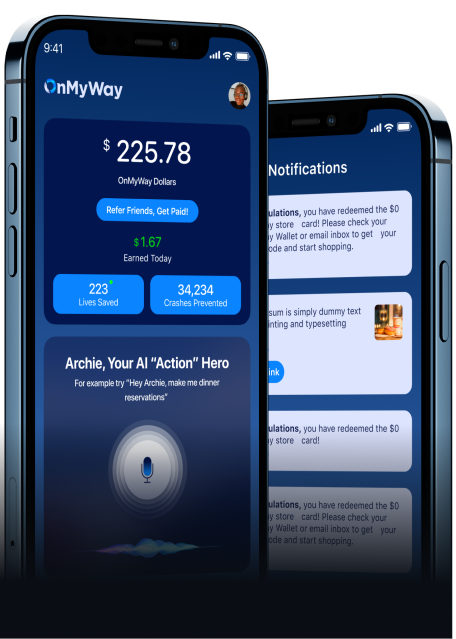 9:41
OnMyWay
$ 225.78
OnMyWay Dollars
Refer Friends, Get Paid!
$1.67
Earned Today
223
Lives Saved
34,234
Crashes Prevented
Archie, Your AI “Action” Hero
For example try “Hey Archie, make me dinner
reservations”
Notifications
ulations, you have redeemed the $0
y store card! Please check your
y Wallet or email inbox to get your
ode and start shopping.
sum is simply dummy text
inting and typesetting
ink
ulations, you have redeemed the $0
y store card!
ulations, you have redeemed the $0
y store card! Please check your
y Wallet or email inbox to get your
ode and start shopping.